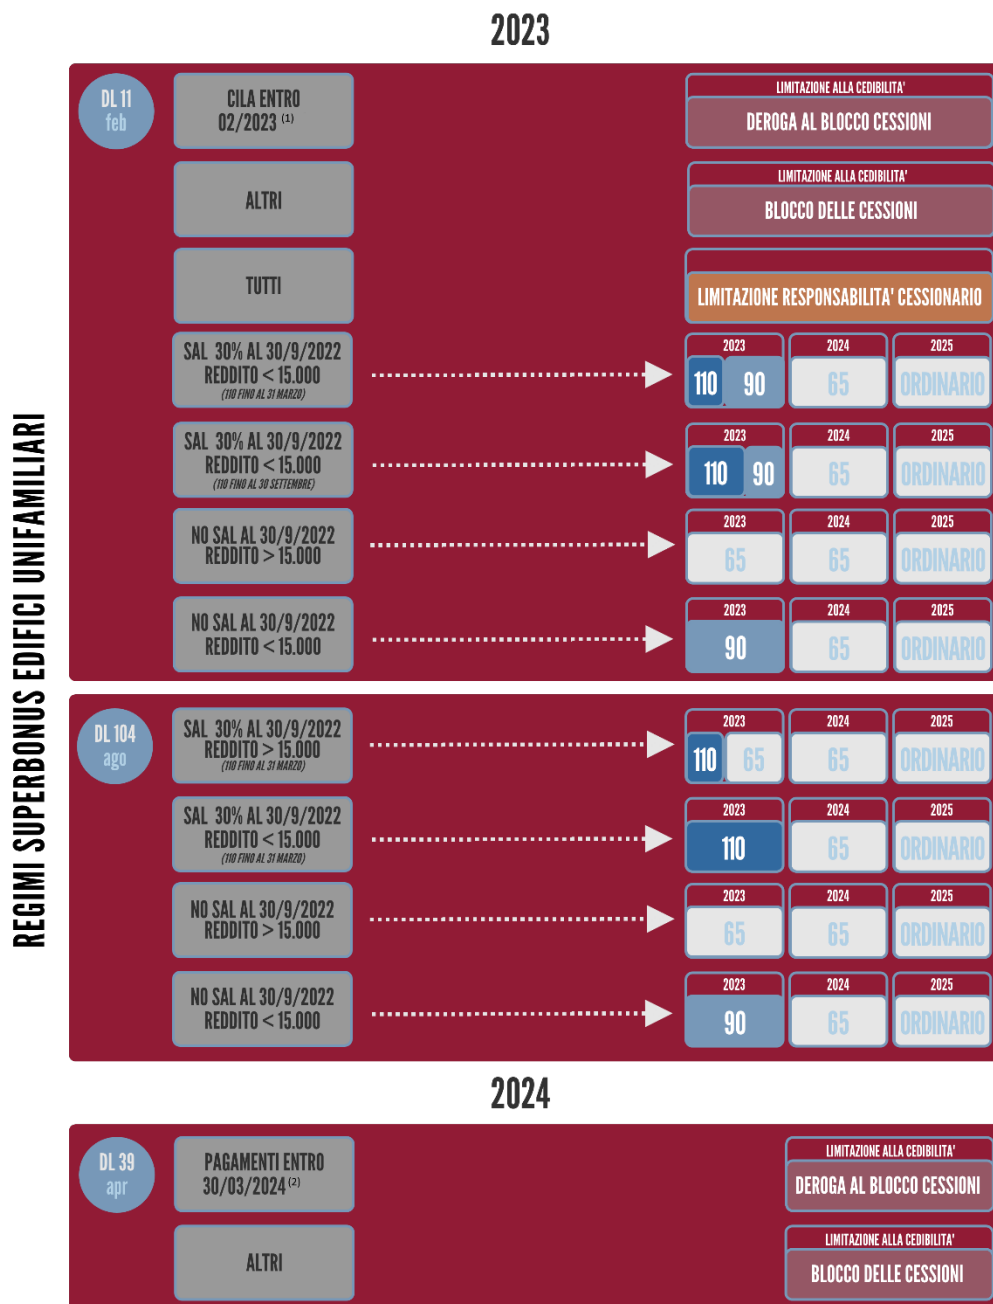 2023
REGIMI SUPERBONUS EDIFICI UNIFAMILIARI
DL 11
feb
CILA ENTRO
02/2023 (1)
LIMITAZIONE ALLA CEDIBILITA'
DEROGA AL BLOCCO CESSIONI
ALTRI
LIMITAZIONE ALLA CEDIBILITA'
BLOCCO DELLE CESSIONI
TUTTI
LIMITAZIONE RESPONSABILITA' CESSIONARIO
SAL 30% AL 30/9/2022
REDDITO < 15.000
(110 FINO AL 31 MARZO)
2023 2024 2025
110 90 65 ORDINARIO
SAL 30% AL 30/9/2022
REDDITO < 15.000
(110 FINO AL 30 SETTEMBRE)
2023 2024 2025
110 90 65 ORDINARIO
NO SAL AL 30/9/2022
REDDITO > 15.000
2023 2024 2025
65 65 ORDINARIO
NO SAL AL 30/9/2022
REDDITO < 15.000
2023 2024 2025
90 65 ORDINARIO
DL 104
ago
SAL 30% AL 30/9/2022
REDDITO > 15.000
(110 FINO AL 31 MARZO)
2023 2024 2025
110 65 65 ORDINARIO
SAL 30% AL 30/9/2022
REDDITO < 15.000
(110 FINO AL 31 MARZO)
2023 2024 2025
110 65 ORDINARIO
NO SAL AL 30/9/2022
REDDITO > 15.000
2023 2024 2025
65 65 ORDINARIO
NO SAL AL 30/9/2022
REDDITO < 15.000
2023 2024 2025
90 65 ORDINARIO
2024
DL 39
apr
PAGAMENTI ENTRO
30/03/2024 (2)
LIMITAZIONE ALLA CEDIBILITA'
DEROGA AL BLOCCO CESSIONI
ALTRI
LIMITAZIONE ALLA CEDIBILITA'
BLOCCO DELLE CESSIONI